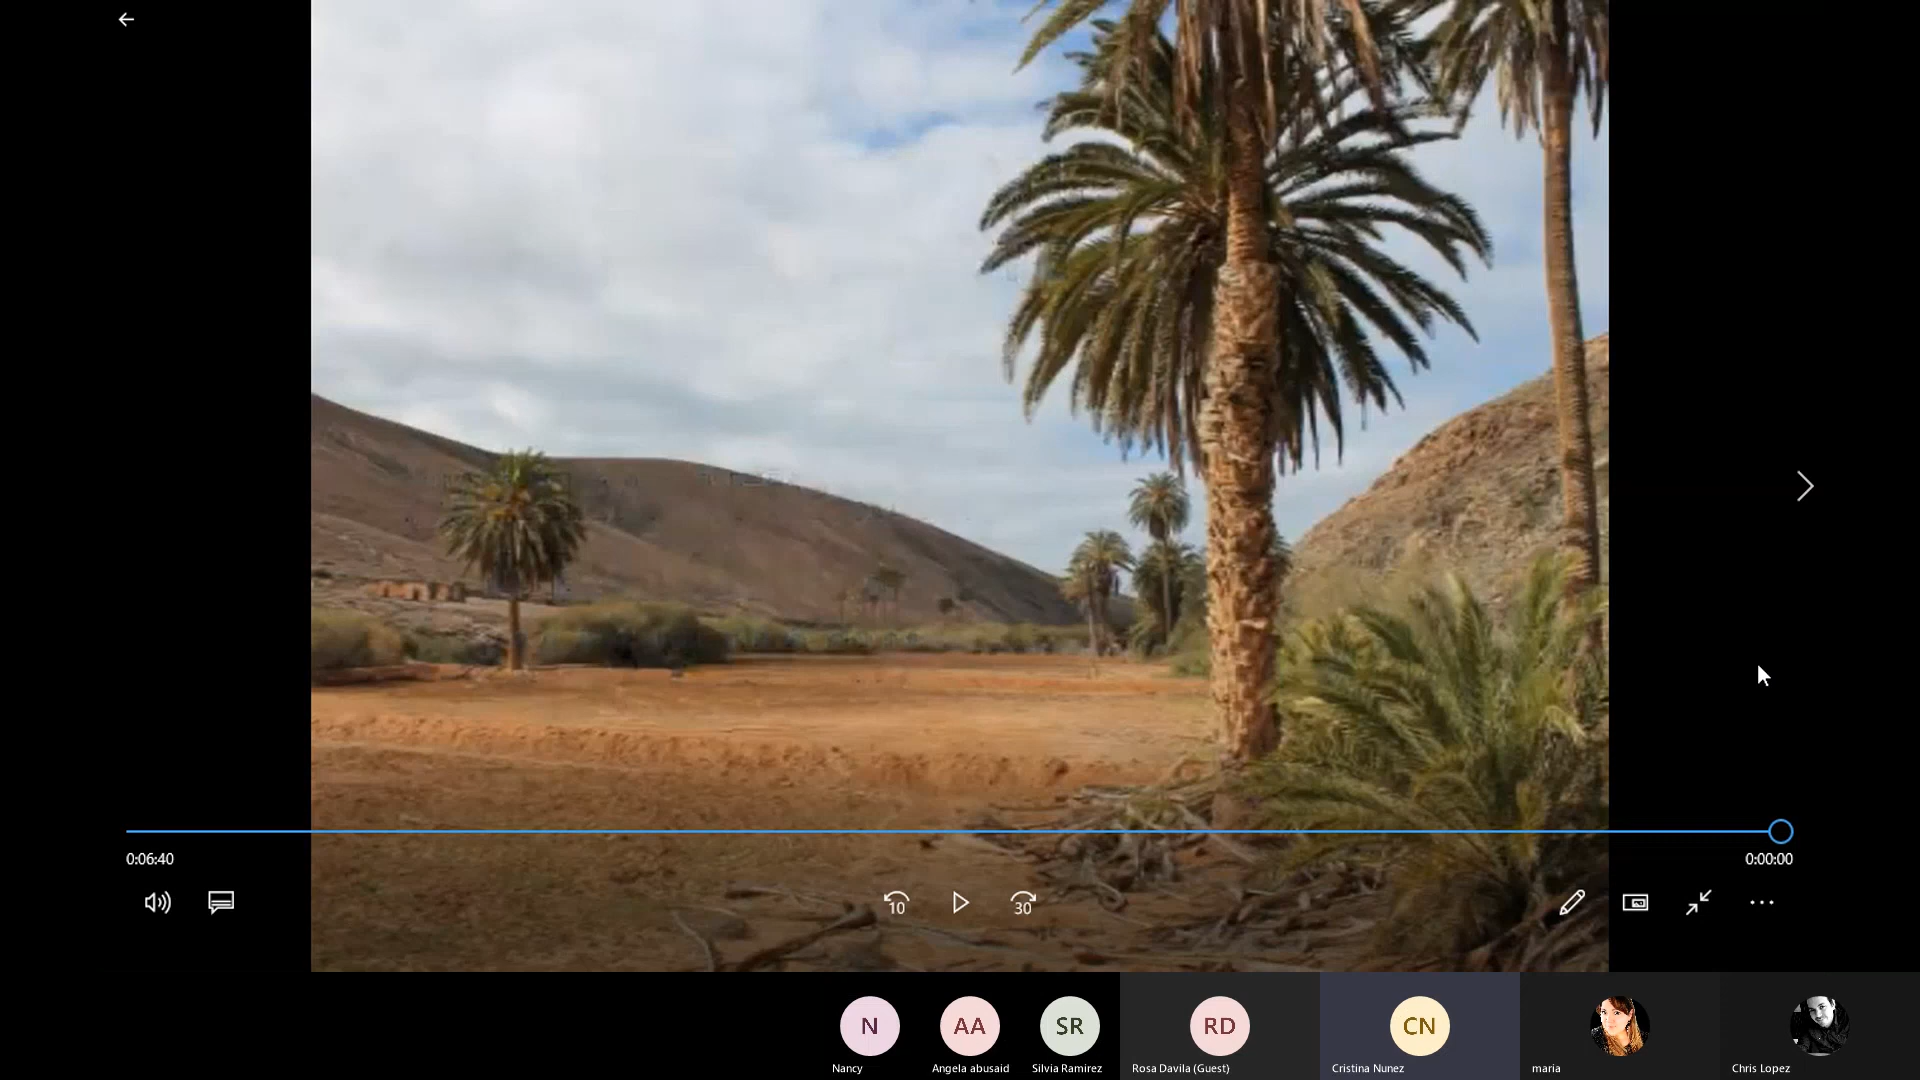 0:06:40
0:00:00
10
30
N
AA
SR
RD
CN
Nancy
Angela abusaid
Silvia Ramirez
Rosa Davila (Guest)
Cristina Nunez
maria
Chris Lopez